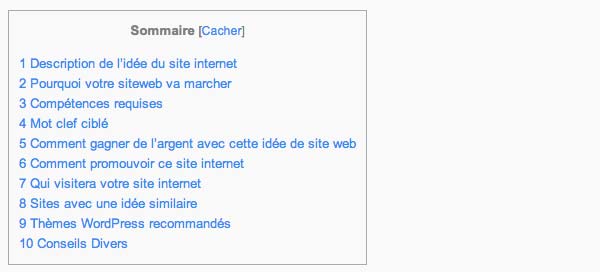 Sommaire [Cacher]
1 Description de l'idée du site internet
2 Pourquoi votre siteweb va marcher
3 Compétences requises
4 Mot clef ciblé
5 Comment gagner de l'argent avec cette idée de site web
6 Comment promouvoir ce site internet
7 Qui visitera votre site internet
8 Sites avec une idée similaire
9 Thèmes WordPress recommandés
10 Conseils Divers